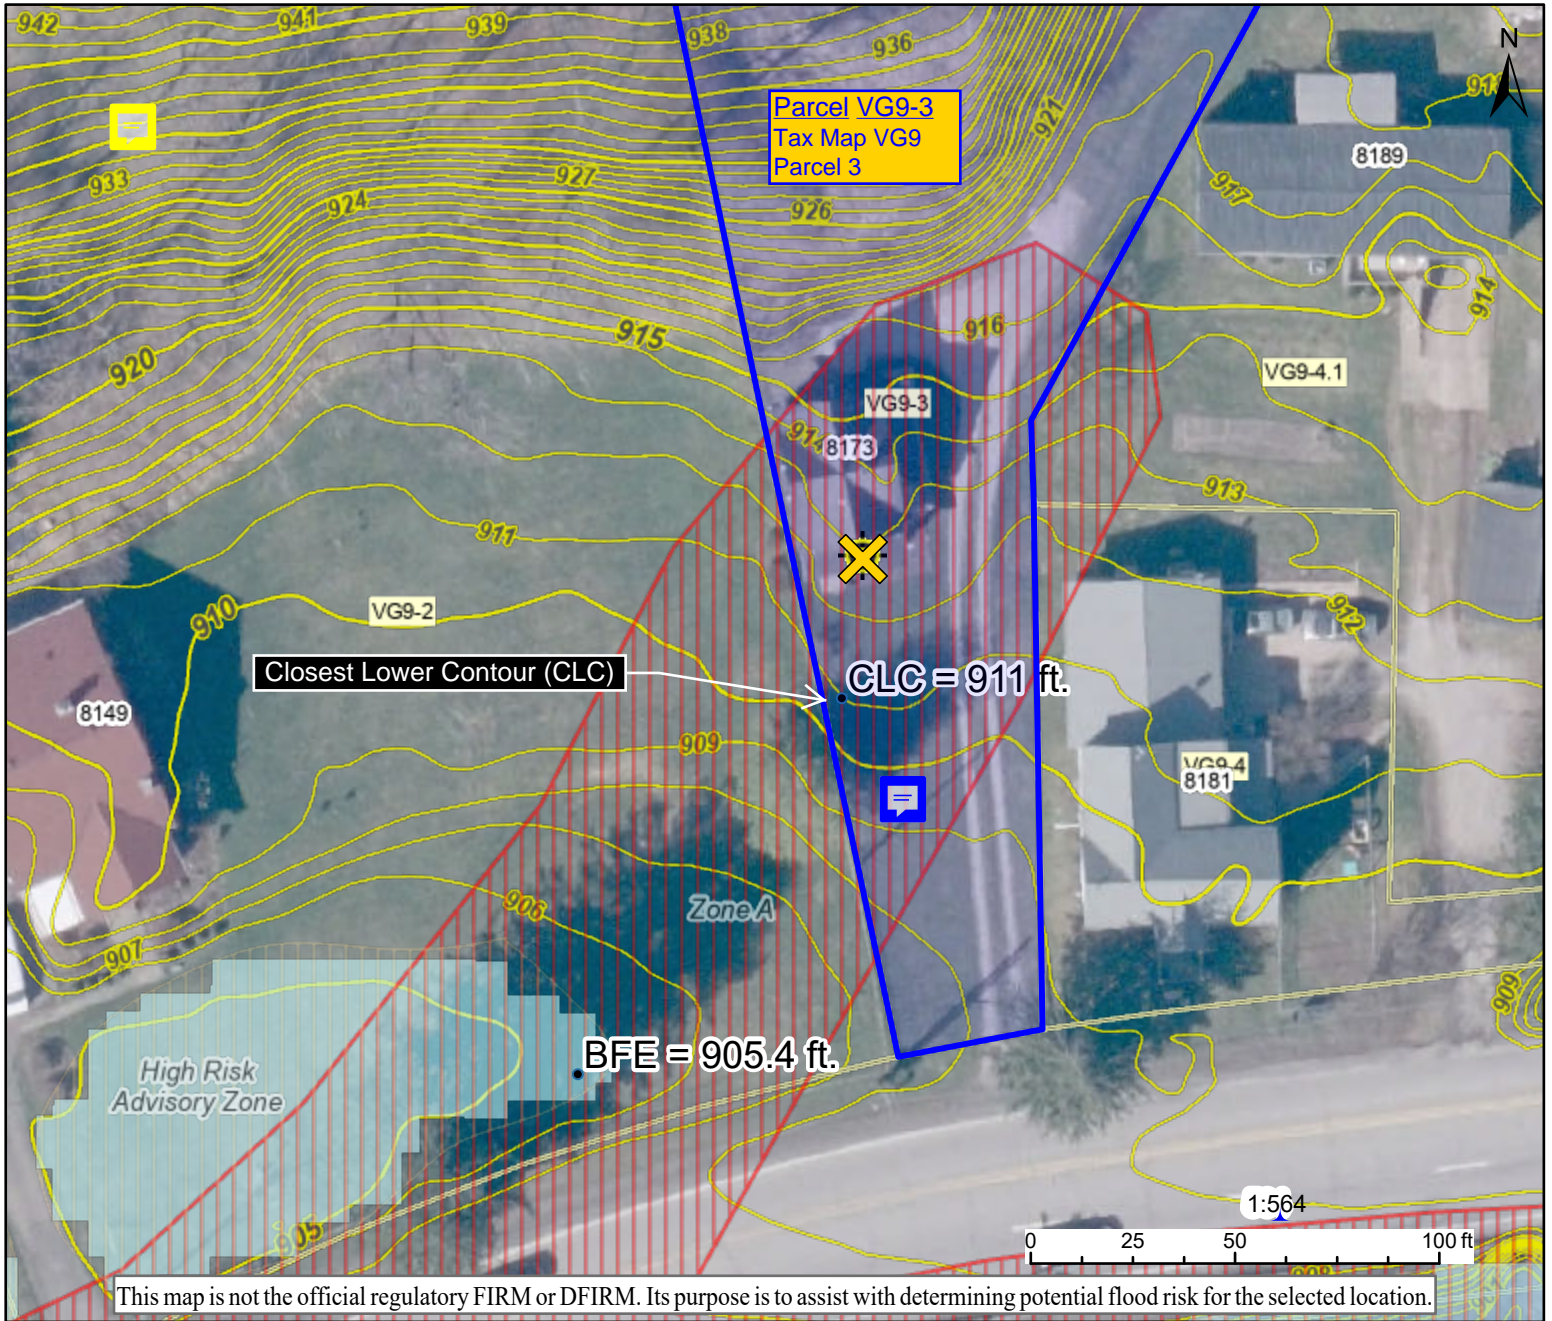 942
941
939
938
936
N
918
921
Parcel VG9-3
Tax Map VG9
Parcel 3
8189
933
927
924
926
917
914
915
916
920
VG9-4.1
VG9-3
914
8173
913
911
910
VG9-2
912
Closest Lower Contour (CLC)
CLC = 911 ft.
8149
909
VG9-4
8181
906
Zone A
907
909
BFE = 905.4 ft.
High Risk
Advisory Zone
1:564
905
0 25 50 100 ft
908
This map is not the official regulatory FIRM or DFIRM. Its purpose is to assist with determining potential flood risk for the selected location.